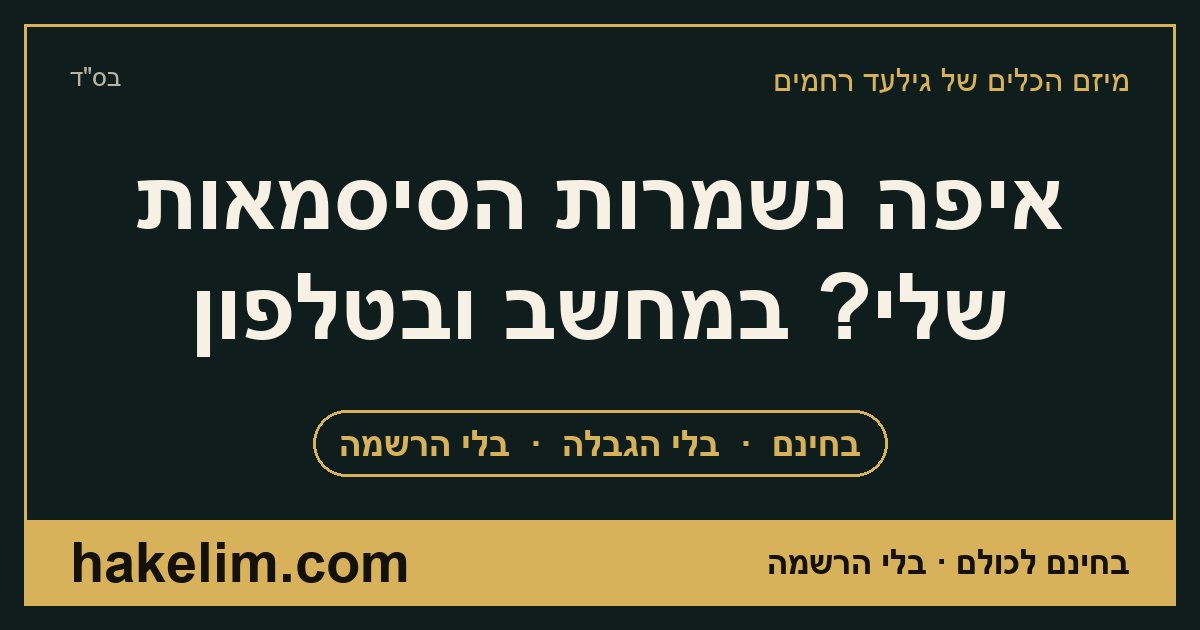 מיזם הכלים של גילעד רחמים
בס"ד
איפה נשמרות הסיסמאות
שלי? במחשב ובטלפון
בחינם · בלי הגבלה · בלי הרשמה
בחינם לכולם · בלי הרשמה
hakelim.com